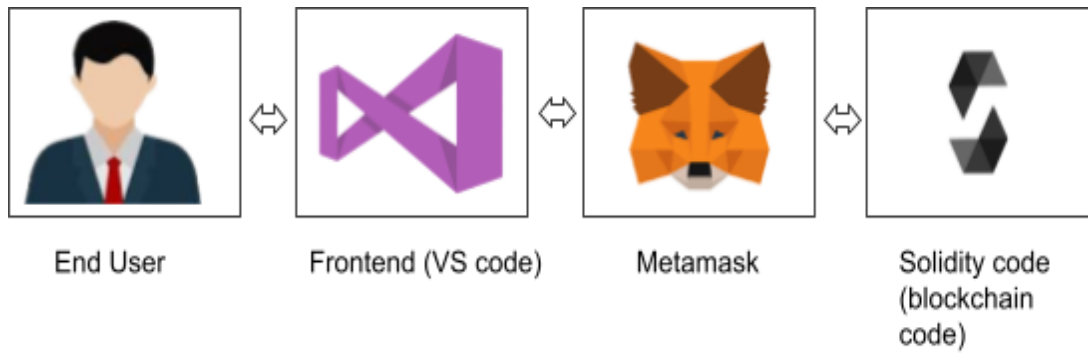 End User
Frontend (VS code)
Metamask
Solidity code
(blockchain
code)